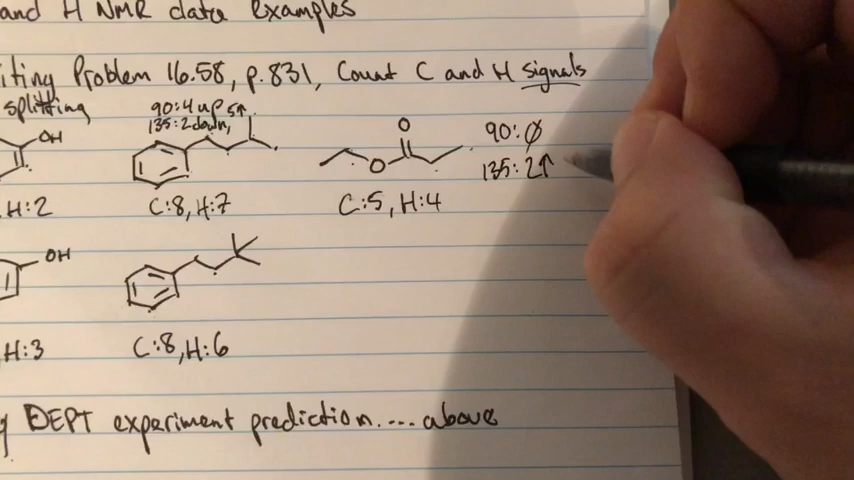 and H NMR data examples
iting Problem 16.58, p.831, Count C and H signals
splitting
90:4 up
5↑
135:2 down,
OH
O
O
90:∅
135:2↑
H:2
C:8, H:7
C:5, H:4
OH
H:3
C:8, H:6
DEPT experiment prediction.... above